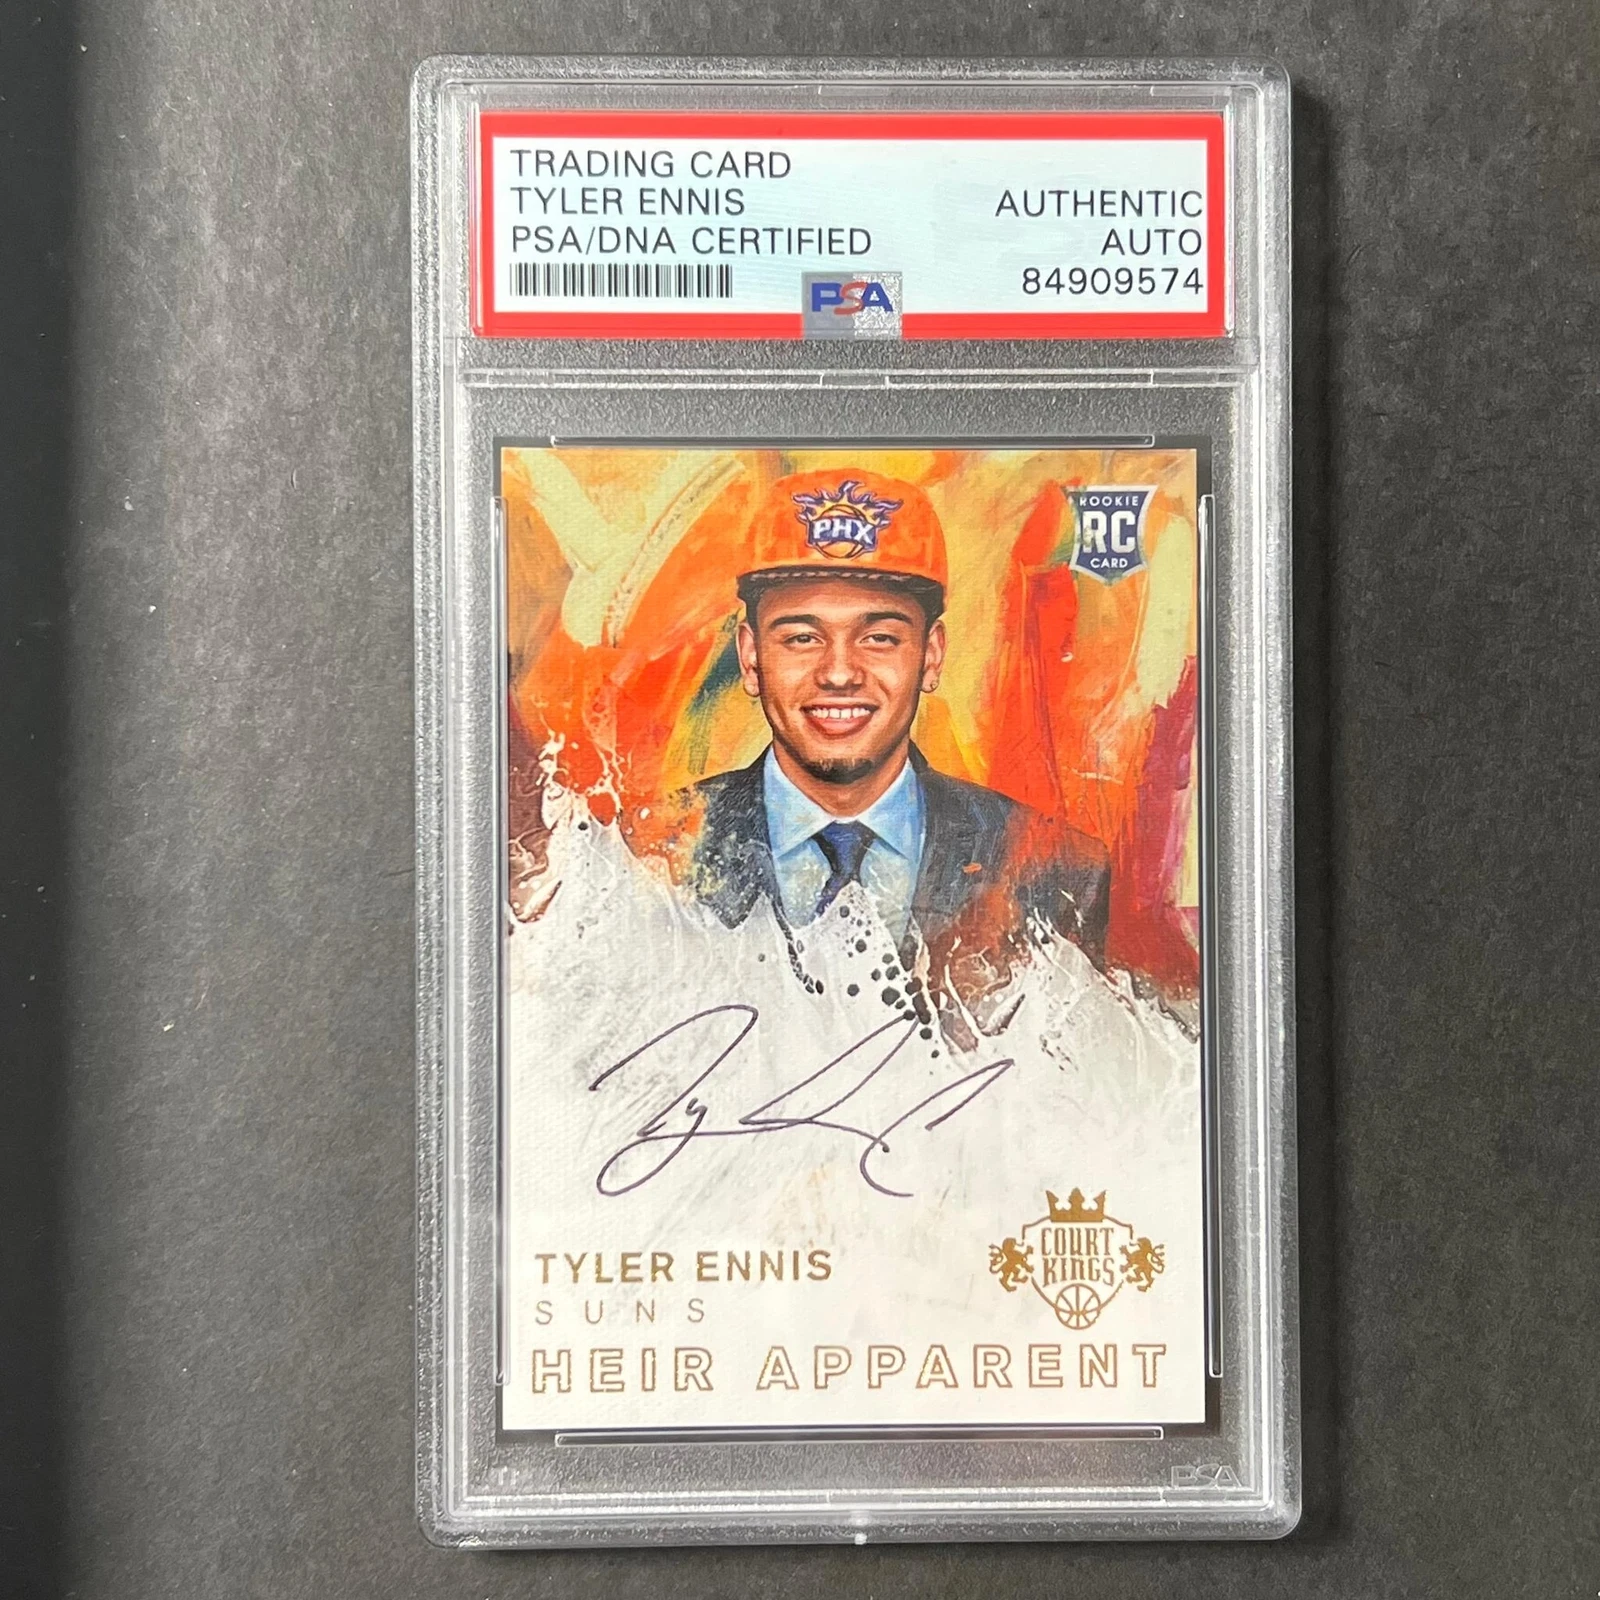 TRADING CARD
TYLER ENNIS
PSA/DNA CERTIFIED
AUTHENTIC
AUTO
84909574
PSA
PHX
ROOKIE
RC
CARD
TYLER ENNIS
SUNS
HEIR APPARENT
COURT
KINGS
PSA